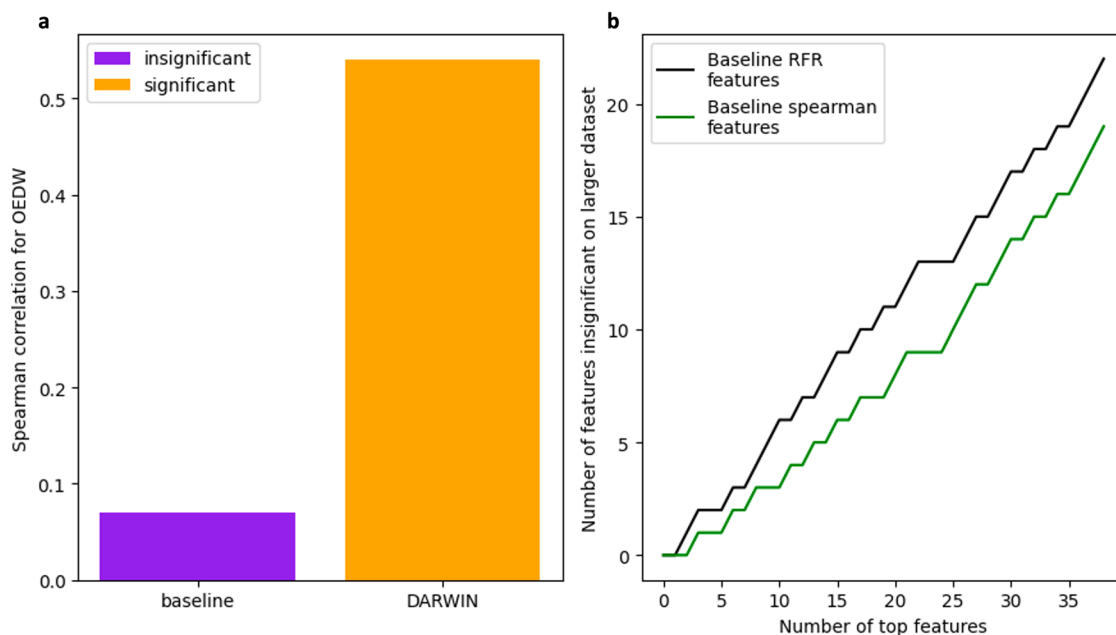 a
insignificant
significant
Spearman correlation for OEDW
0.5
0.4
0.3
0.2
0.1
0.0
baseline
DARWIN
b
Baseline RFR
features
Baseline spearman
features
Number of features insignificant on larger dataset
20
15
10
5
0
0 5 10 15 20 25 30 35
Number of top features